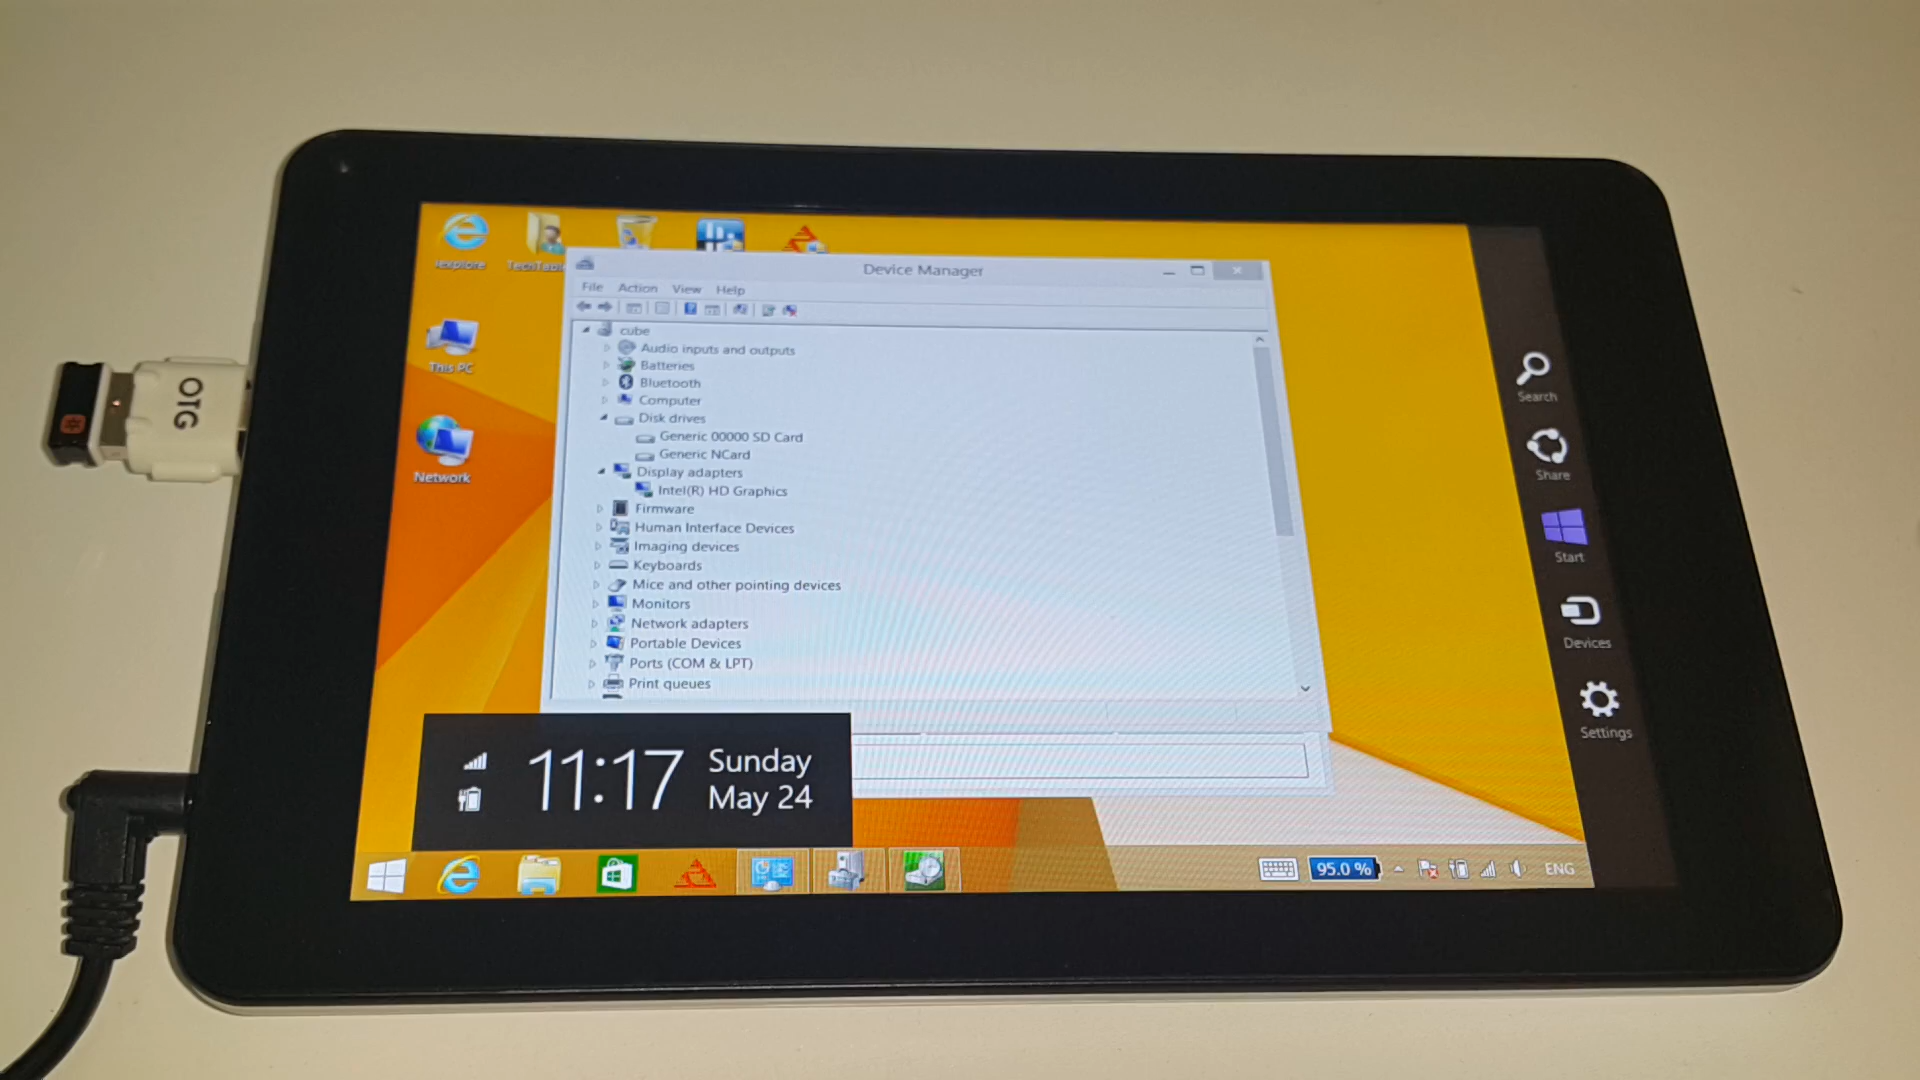 OTG
Iexplore
This PC
Network
Device Manager
File Action View Help
cube
Audio inputs and outputs
Batteries
Bluetooth
Computer
Disk drives
Generic 00000 SD Card
Generic NCard
Display adapters
Intel(R) HD Graphics
Firmware
Human Interface Devices
Imaging devices
Keyboards
Mice and other pointing devices
Monitors
Network adapters
Portable Devices
Ports (COM & LPT)
Print queues
Search
Share
Start
Devices
Settings
11:17
Sunday
May 24
95.0 %
ENG